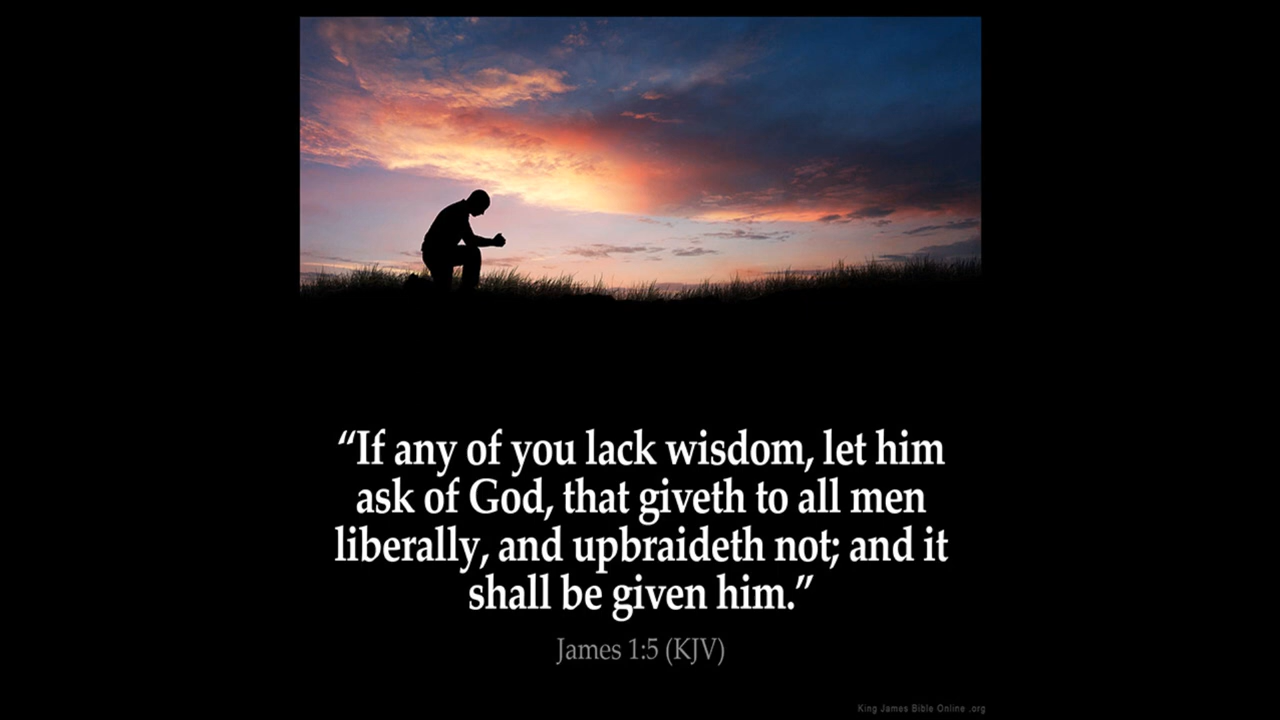 “If any of you lack wisdom, let him
ask of God, that giveth to all men
liberally, and upbraideth not; and it
shall be given him.”
James 1:5 (KJV)
King James Bible Online .org